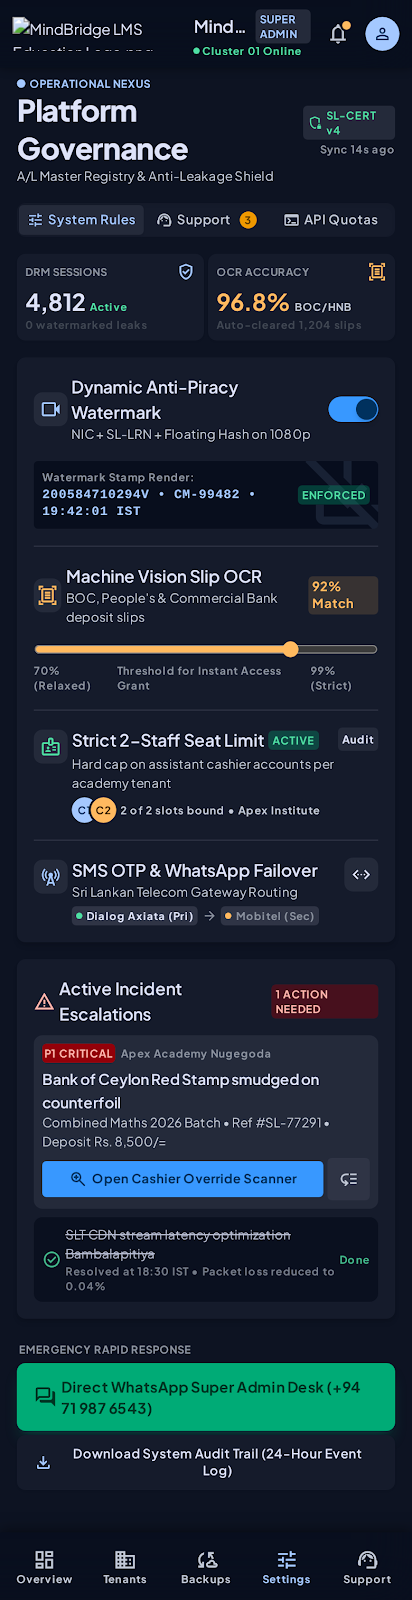 MindBridge LMS
Education Logo.png
Mind...
SUPER
ADMIN
Cluster 01 Online
OPERATIONAL NEXUS
Platform
Governance
SL-CERT
v4
Sync 14s ago
A/L Master Registry & Anti-Leakage Shield
System Rules
Support
3
API Quotas
DRM SESSIONS
4,812 Active
0 watermarked leaks
OCR ACCURACY
96.8% BOC/HNB
Auto-cleared 1,204 slips
Dynamic Anti-Piracy
Watermark
NIC + SL-LRN + Floating Hash on 1080p
Watermark Stamp Render:
200584710294V • CM-99482 •
19:42:01 IST
ENFORCED
Machine Vision Slip OCR
BOC, People's & Commercial Bank
deposit slips
92%
Match
70%
(Relaxed)
Threshold for Instant Access
Grant
99%
(Strict)
Strict 2-Staff Seat Limit ACTIVE
Audit
Hard cap on assistant cashier accounts per
academy tenant
C2 2 of 2 slots bound • Apex Institute
SMS OTP & WhatsApp Failover
Sri Lankan Telecom Gateway Routing
Dialog Axiata (Pri) → Mobitel (Sec)
Active Incident
Escalations
1 ACTION
NEEDED
P1 CRITICAL Apex Academy Nugegoda
Bank of Ceylon Red Stamp smudged on
counterfoil
Combined Maths 2026 Batch • Ref #SL-77291 •
Deposit Rs. 8,500/=
Open Cashier Override Scanner
SLT CDN stream latency optimization
Bambalapitiya
Resolved at 18:30 IST • Packet loss reduced to
0.04%
Done
EMERGENCY RAPID RESPONSE
Direct WhatsApp Super Admin Desk (+94
71 987 6543)
Download System Audit Trail (24-Hour Event
Log)
Overview
Tenants
Backups
Settings
Support